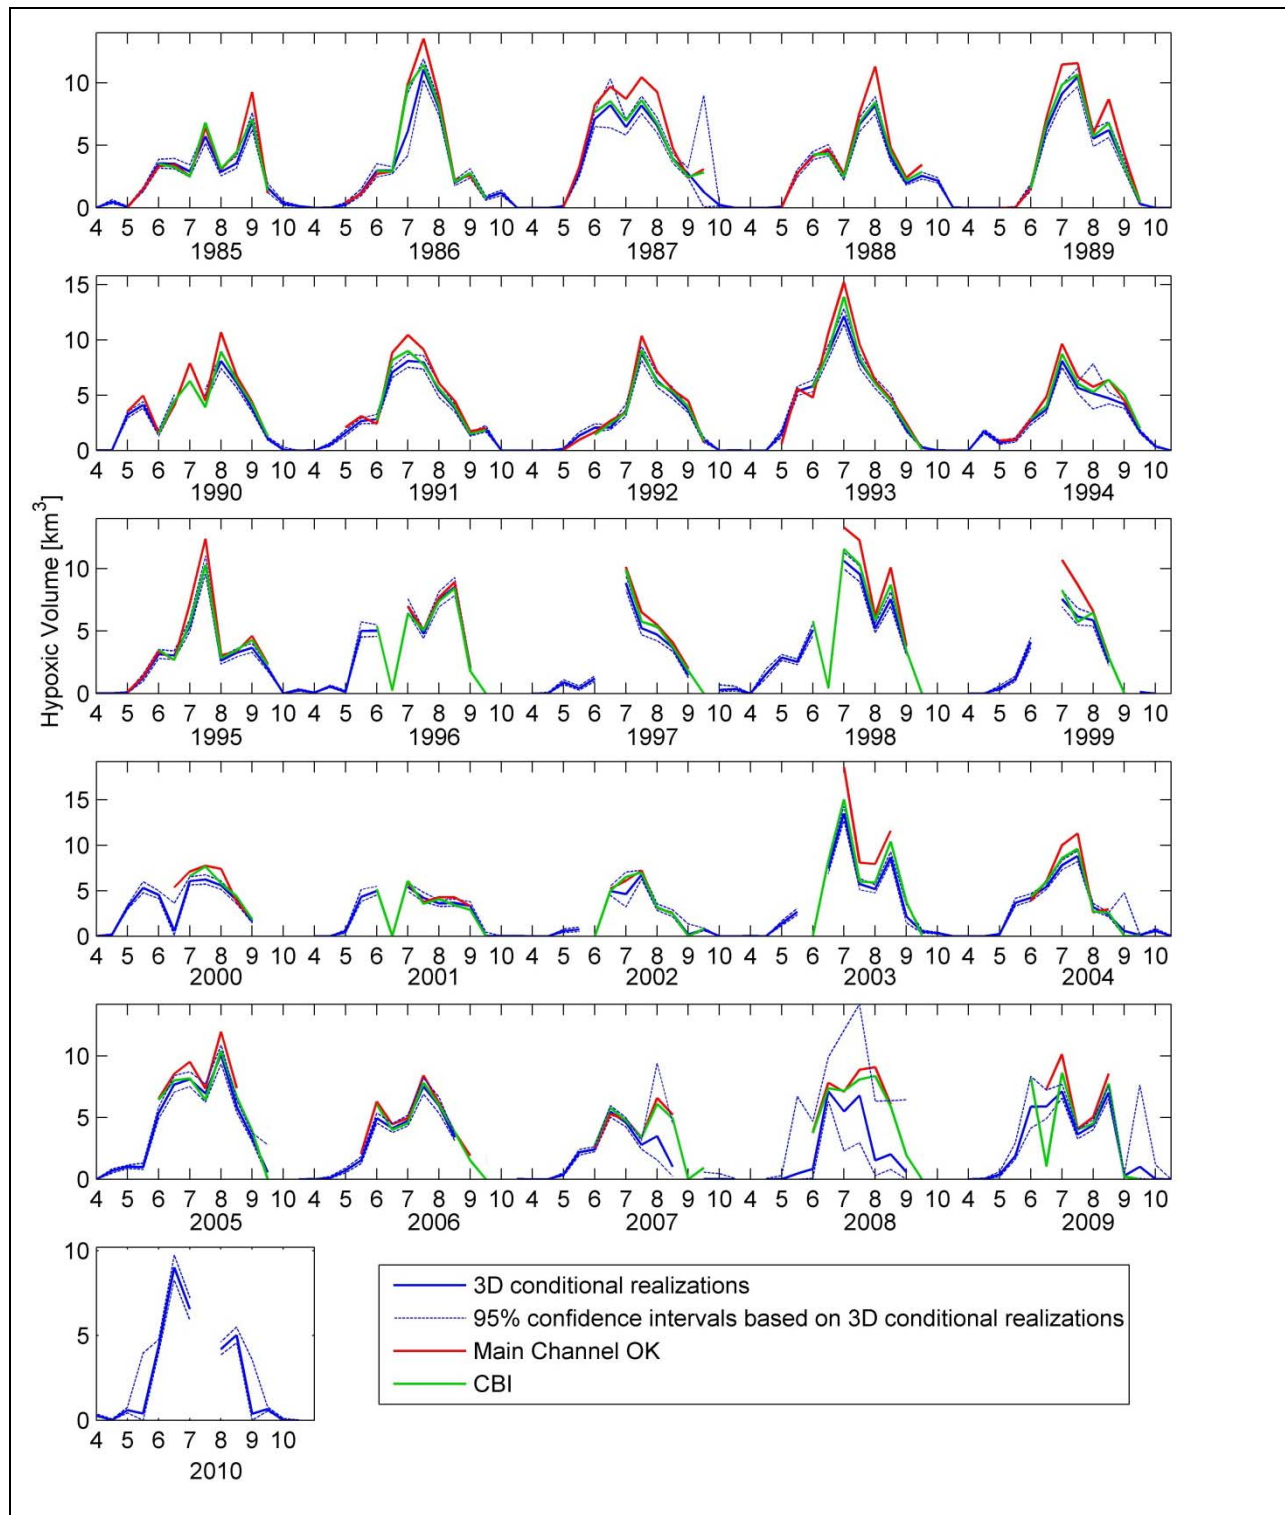 10
5
0
4 5 6 7 8 9 10 4 5 6 7 8 9 10 4 5 6 7 8 9 10 4 5 6 7 8 9 10 4 5 6 7 8 9 10
1985 1986 1987 1988 1989
15
10
5
0
4 5 6 7 8 9 10 4 5 6 7 8 9 10 4 5 6 7 8 9 10 4 5 6 7 8 9 10 4 5 6 7 8 9 10
1990 1991 1992 1993 1994
Hypoxic Volume [km³]
10
5
0
4 5 6 7 8 9 10 4 5 6 7 8 9 10 4 5 6 7 8 9 10 4 5 6 7 8 9 10 4 5 6 7 8 9 10
1995 1996 1997 1998 1999
15
10
5
0
4 5 6 7 8 9 10 4 5 6 7 8 9 10 4 5 6 7 8 9 10 4 5 6 7 8 9 10 4 5 6 7 8 9 10
2000 2001 2002 2003 2004
10
5
0
4 5 6 7 8 9 10 4 5 6 7 8 9 10 4 5 6 7 8 9 10 4 5 6 7 8 9 10 4 5 6 7 8 9 10
2005 2006 2007 2008 2009
10
5
0
4 5 6 7 8 9 10
2010
3D conditional realizations
95% confidence intervals based on 3D conditional realizations
Main Channel OK
CBI